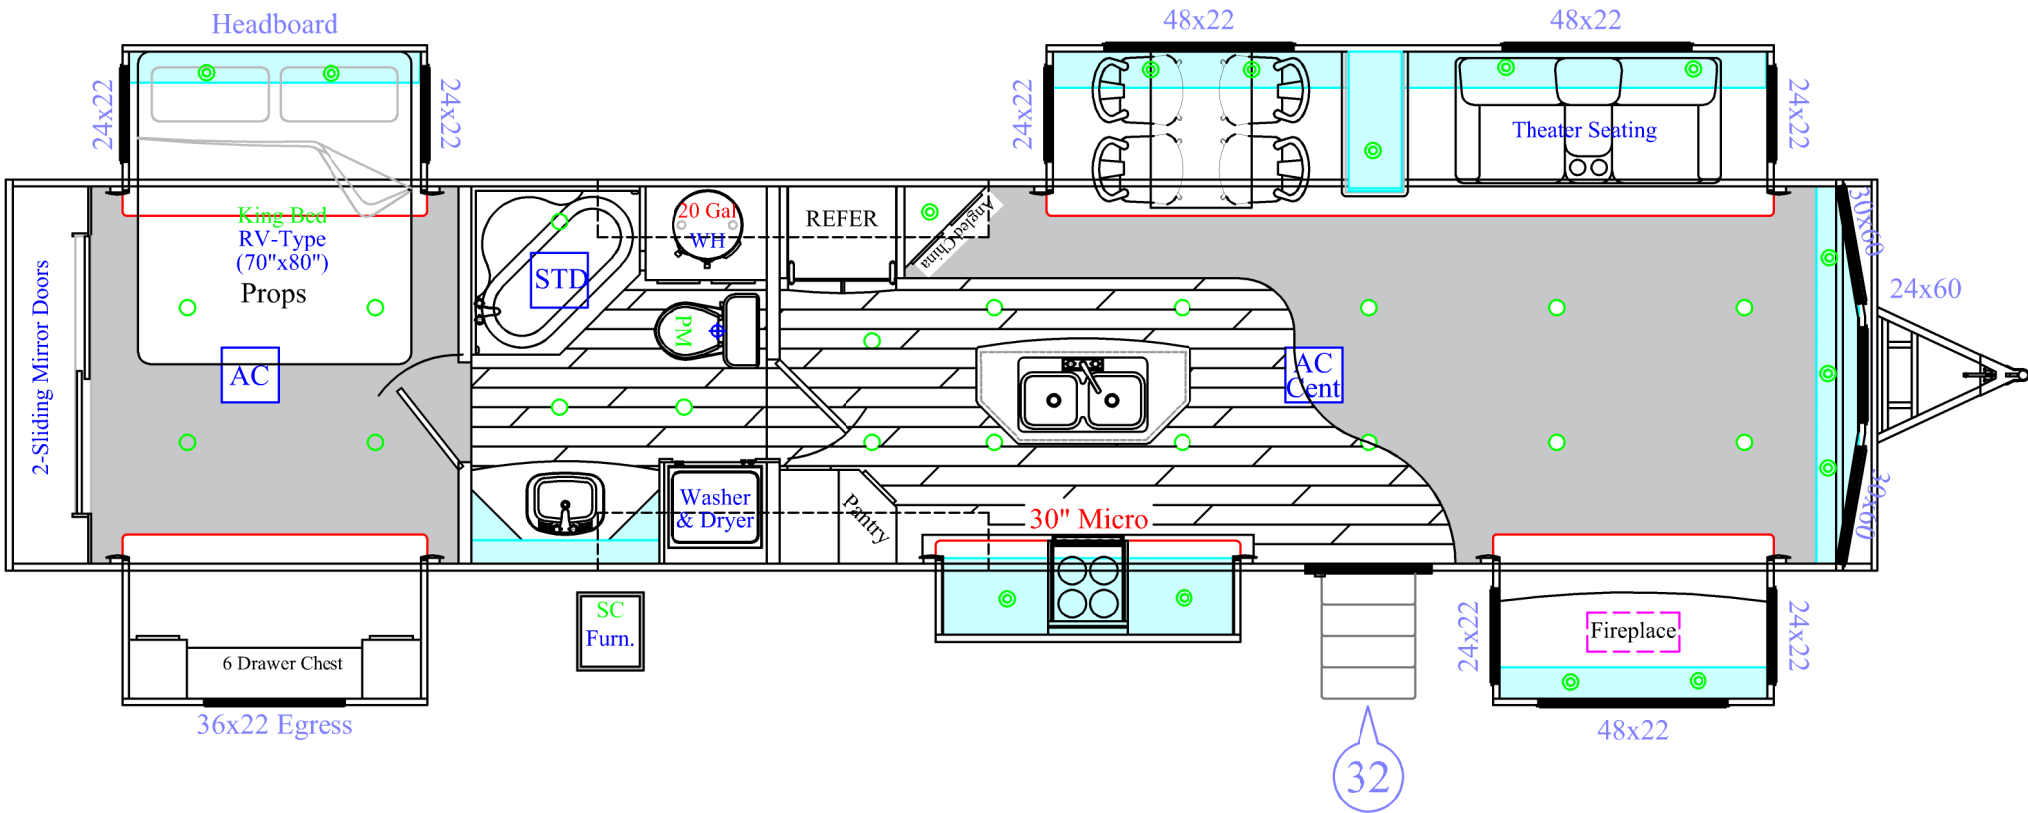 Headboard
48x22
48x22
24x22
24x22
24x22
24x22
Theater Seating
King Bed
RV-Type
(70"x80")
Props
20 Gal
WH
REFER
Angled China
30x60
STD
2-Sliding Mirror Doors
24x60
PM
AC
AC
Cent
Washer
& Dryer
Pantry
30" Micro
30x60
SC
Furn.
24x22
Fireplace
24x22
6 Drawer Chest
36x22 Egress
48x22
32